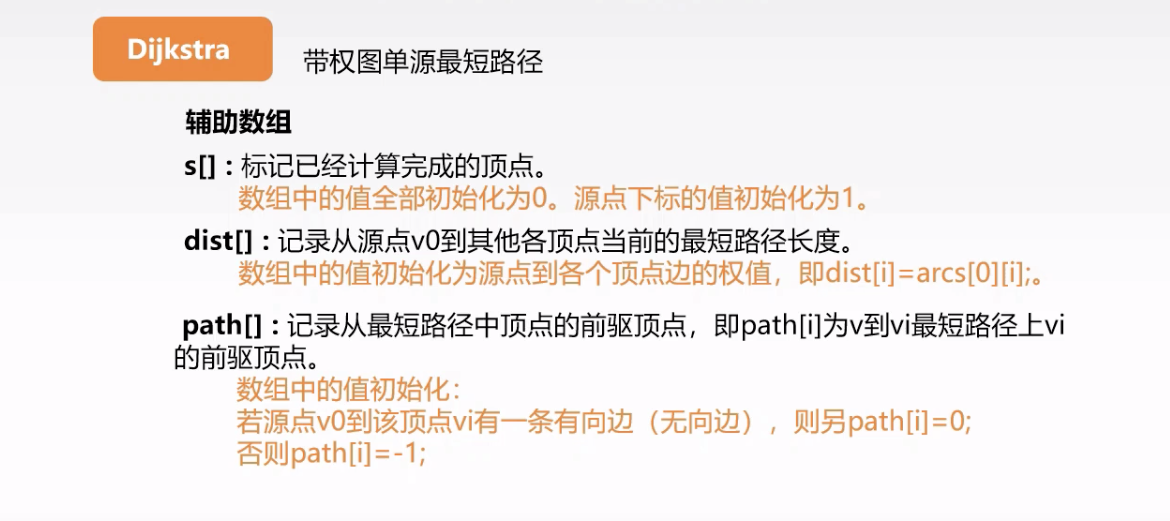 Dijkstra
带权图单源最短路径
辅助数组
s[] : 标记已经计算完成的顶点。
数组中的值全部初始化为0。源点下标的值初始化为1。
dist[] : 记录从源点v0到其他各顶点当前的最短路径长度。
数组中的值初始化为源点到各个顶点边的权值，即dist[i]=arcs[0][i];。
path[] : 记录从最短路径中顶点的前驱顶点，即path[i]为v到vi最短路径上vi
的前驱顶点。
数组中的值初始化：
若源点v0到该顶点vi有一条有向边（无向边），则另path[i]=0;
否则path[i]=-1;